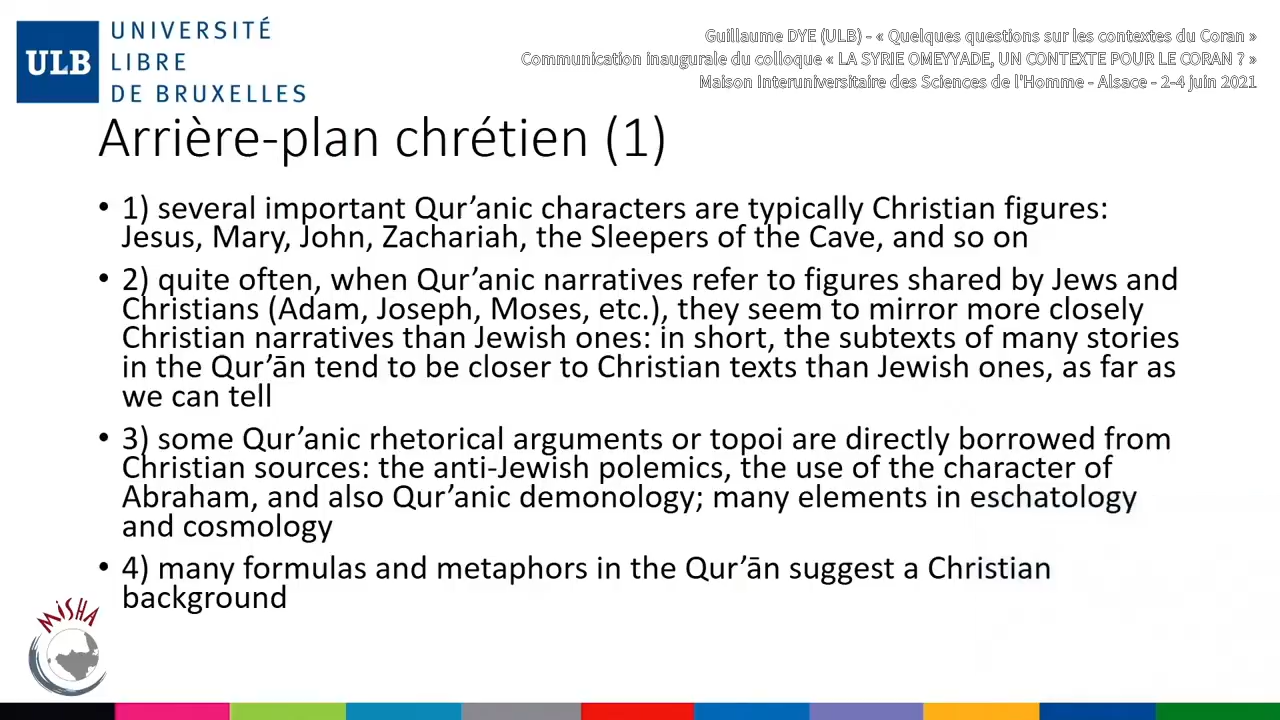 UNIVERSITÉ
ULB LIBRE
DE BRUXELLES
Guillaume DYE (ULB) - « Quelques questions sur les contextes du Coran »
Communication inaugurale du colloque « LA SYRIE OMEYYADE, UN CONTEXTE POUR LE CORAN ? »
Maison Interuniversitaire des Sciences de l'Homme - Alsace - 2-4 juin 2021
Arrière-plan chrétien (1)
• 1) several important Qur’anic characters are typically Christian figures:
Jesus, Mary, John, Zachariah, the Sleepers of the Cave, and so on
• 2) quite often, when Qur’anic narratives refer to figures shared by Jews and
Christians (Adam, Joseph, Moses, etc.), they seem to mirror more closely
Christian narratives than Jewish ones: in short, the subtexts of many stories
in the Qur’ān tend to be closer to Christian texts than Jewish ones, as far as
we can tell
• 3) some Qur’anic rhetorical arguments or topoi are directly borrowed from
Christian sources: the anti-Jewish polemics, the use of the character of
Abraham, and also Qur’anic demonology; many elements in eschatology
and cosmology
• 4) many formulas and metaphors in the Qur’ān suggest a Christian
background
MISHA